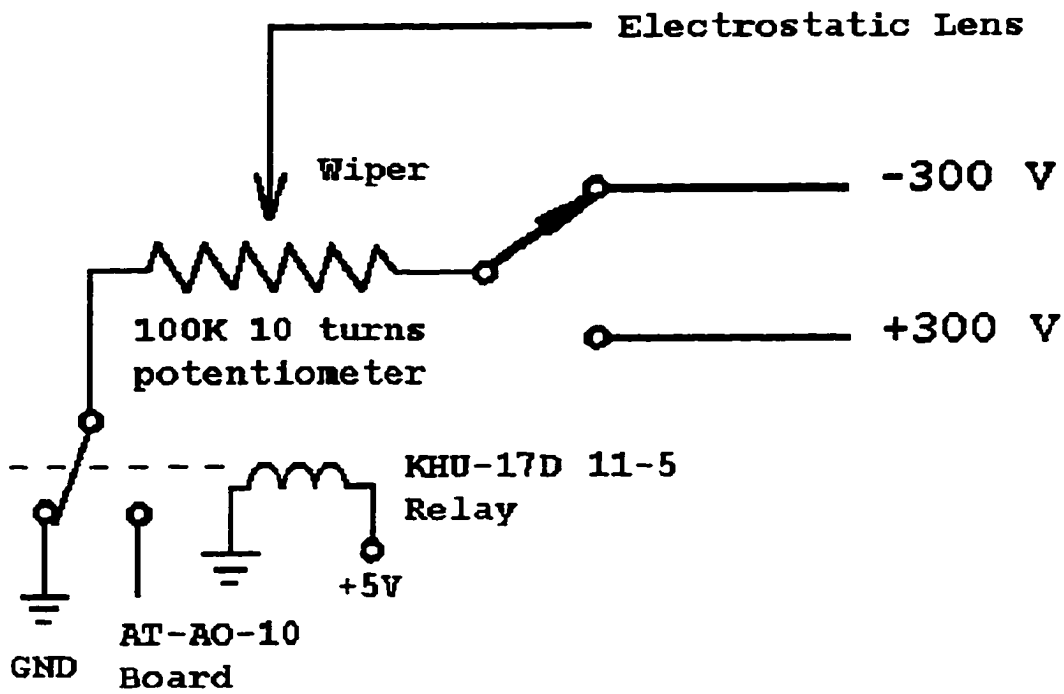 Electrostatic Lens
Wiper
-300 V
+300 V
100K 10 turns
potentiometer
KHU-17D 11-5
Relay
+5V
GND
AT-AO-10
Board